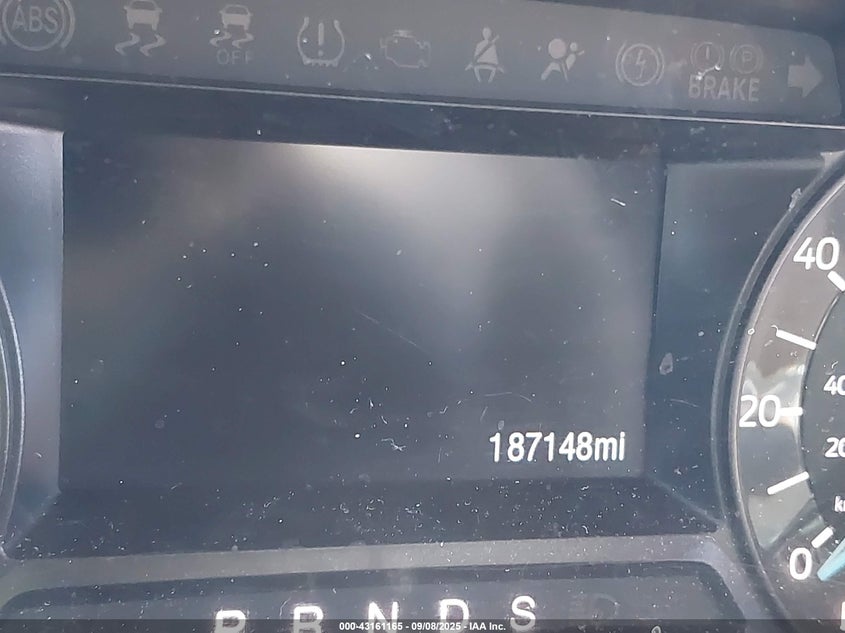 ABS
OFF
BRAKE
40
20
0
40
20
187148mi
P R N D S
000-43161165 - 09/08/2025 - IAA Inc.